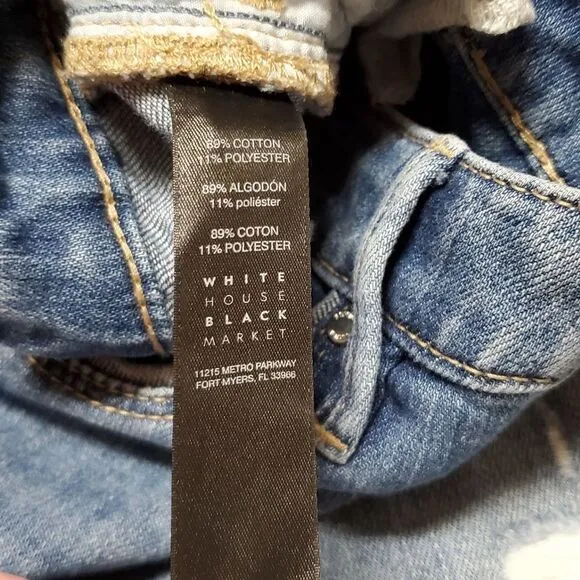 89% COTTON
11% POLYESTER
89% ALGODÓN
11% poliéster
89% COTON
11% POLYESTER
WHITE
HOUSE
BLACK
MARKET
11215 METRO PARKWAY
FORT MYERS, FL 33966